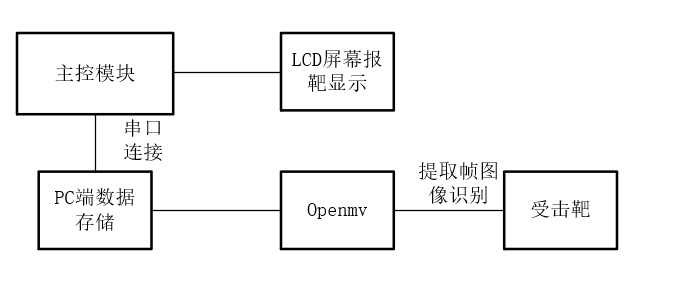 主控模块
LCD屏幕报
靶显示
串口
连接
PC端数据
存储
Openmv
提取帧图
像识别
受击靶